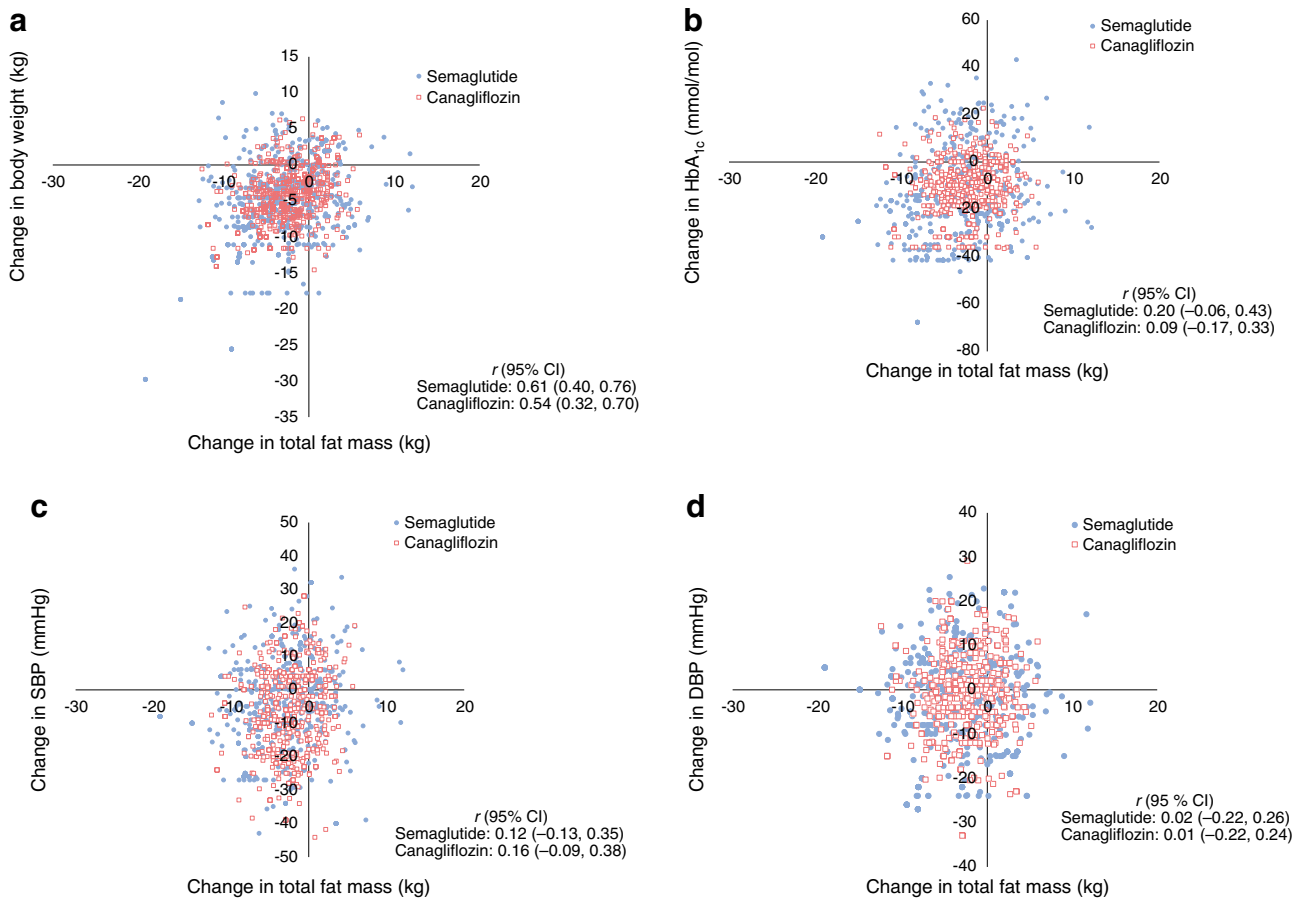 a
Change in body weight (kg)
15
10
5
0
-5
-10
-15
-20
-25
-30
-35
-30
-20
-10
0
10
20
Semaglutide
Canagliflozin
r (95% CI)
Semaglutide: 0.61 (0.40, 0.76)
Canagliflozin: 0.54 (0.32, 0.70)
Change in total fat mass (kg)
b
Change in HbA1c (mmol/mol)
60
40
20
0
-20
-40
-60
-80
-30
-20
-10
0
10
20
Semaglutide
Canagliflozin
r (95% CI)
Semaglutide: 0.20 (–0.06, 0.43)
Canagliflozin: 0.09 (–0.17, 0.33)
Change in total fat mass (kg)
c
Change in SBP (mmHg)
50
40
30
20
10
0
-10
-20
-30
-40
-50
-30
-20
-10
0
10
20
Semaglutide
Canagliflozin
r (95% CI)
Semaglutide: 0.12 (–0.13, 0.35)
Canagliflozin: 0.16 (–0.09, 0.38)
Change in total fat mass (kg)
d
Change in DBP (mmHg)
40
30
20
10
0
-10
-20
-30
-40
-30
-20
-10
0
10
20
Semaglutide
Canagliflozin
r (95 % CI)
Semaglutide: 0.02 (–0.22, 0.26)
Canagliflozin: 0.01 (–0.22, 0.24)
Change in total fat mass (kg)